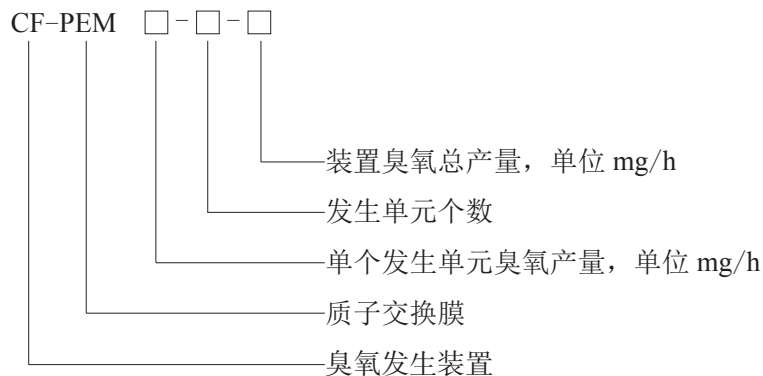 CF-PEM □-□-□
装置臭氧总产量，单位 mg/h
发生单元个数
单个发生单元臭氧产量，单位 mg/h
质子交换膜
臭氧发生装置